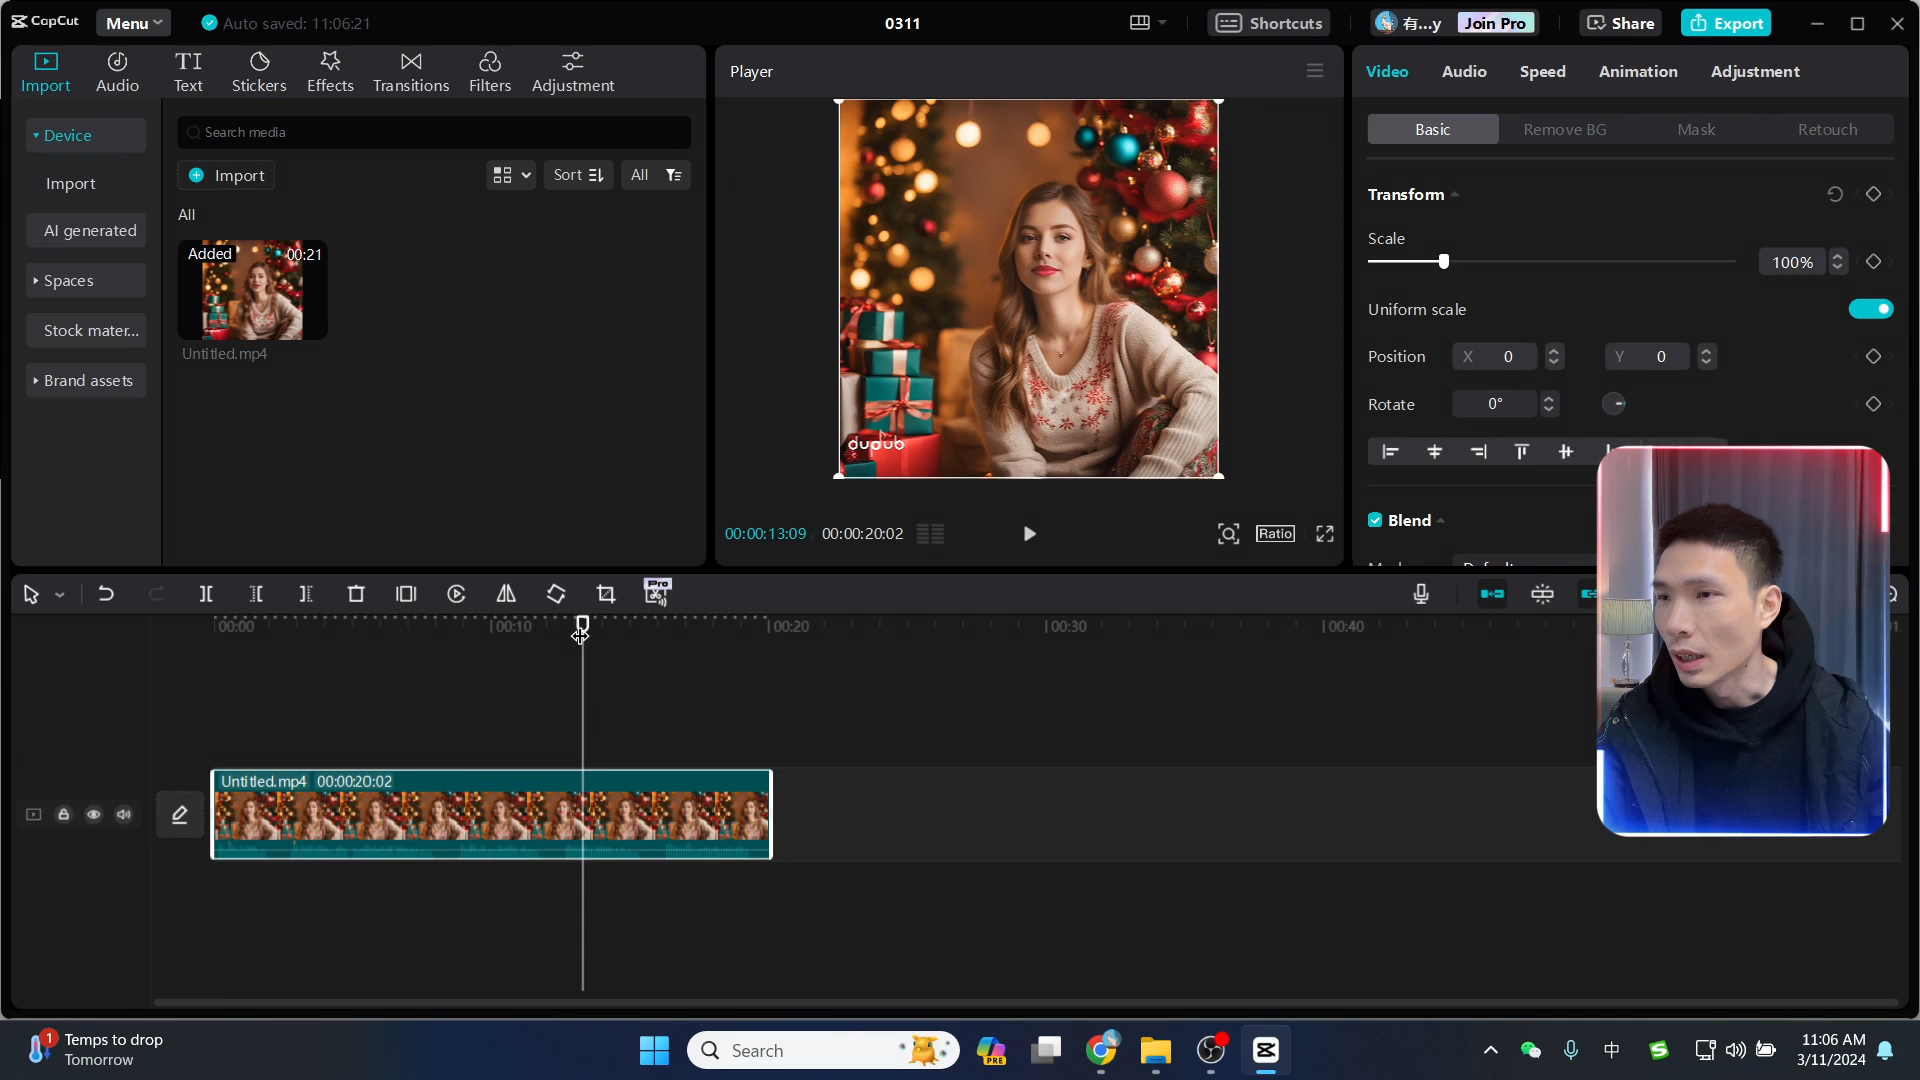 CapCut
Menu
Auto saved: 11:06:21
0311
Shortcuts
有...y
Join Pro
Share
Export
Import
Audio
Text
Stickers
Effects
Transitions
Filters
Adjustment
Player
Video
Audio
Speed
Animation
Adjustment
Device
Import
AI generated
Spaces
Stock mater...
Brand assets
Search media
Import
Sort
All
All
Added
00:21
Untitled.mp4
dupub
00:00:13:09
00:00:20:02
Ratio
Basic
Remove BG
Mask
Retouch
Transform
Scale
100%
Uniform scale
Position
X 0
Y 0
Rotate
0°
Blend
Pro
00:00
00:10
00:20
00:30
00:40
Untitled.mp4 00:00:20:02
1
Temps to drop
Tomorrow
Search
PRE
中
11:06 AM
3/11/2024